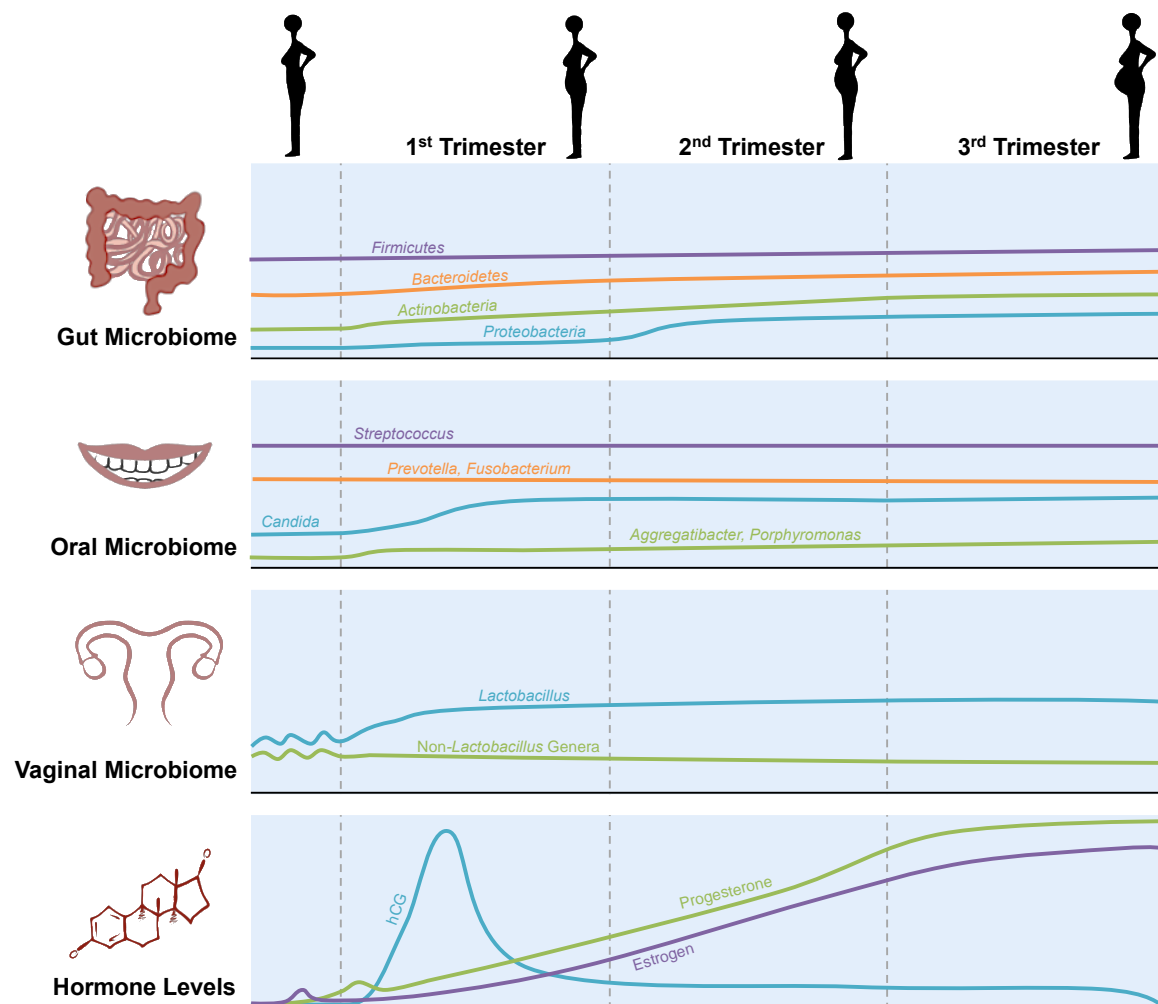 1st Trimester
2nd Trimester
3rd Trimester
Firmicutes
Bacteroidetes
Actinobacteria
Proteobacteria
Gut Microbiome
Streptococcus
Prevotella, Fusobacterium
Candida
Aggregatibacter, Porphyromonas
Oral Microbiome
Lactobacillus
Non-Lactobacillus Genera
Vaginal Microbiome
hCG
Progesterone
Estrogen
Hormone Levels